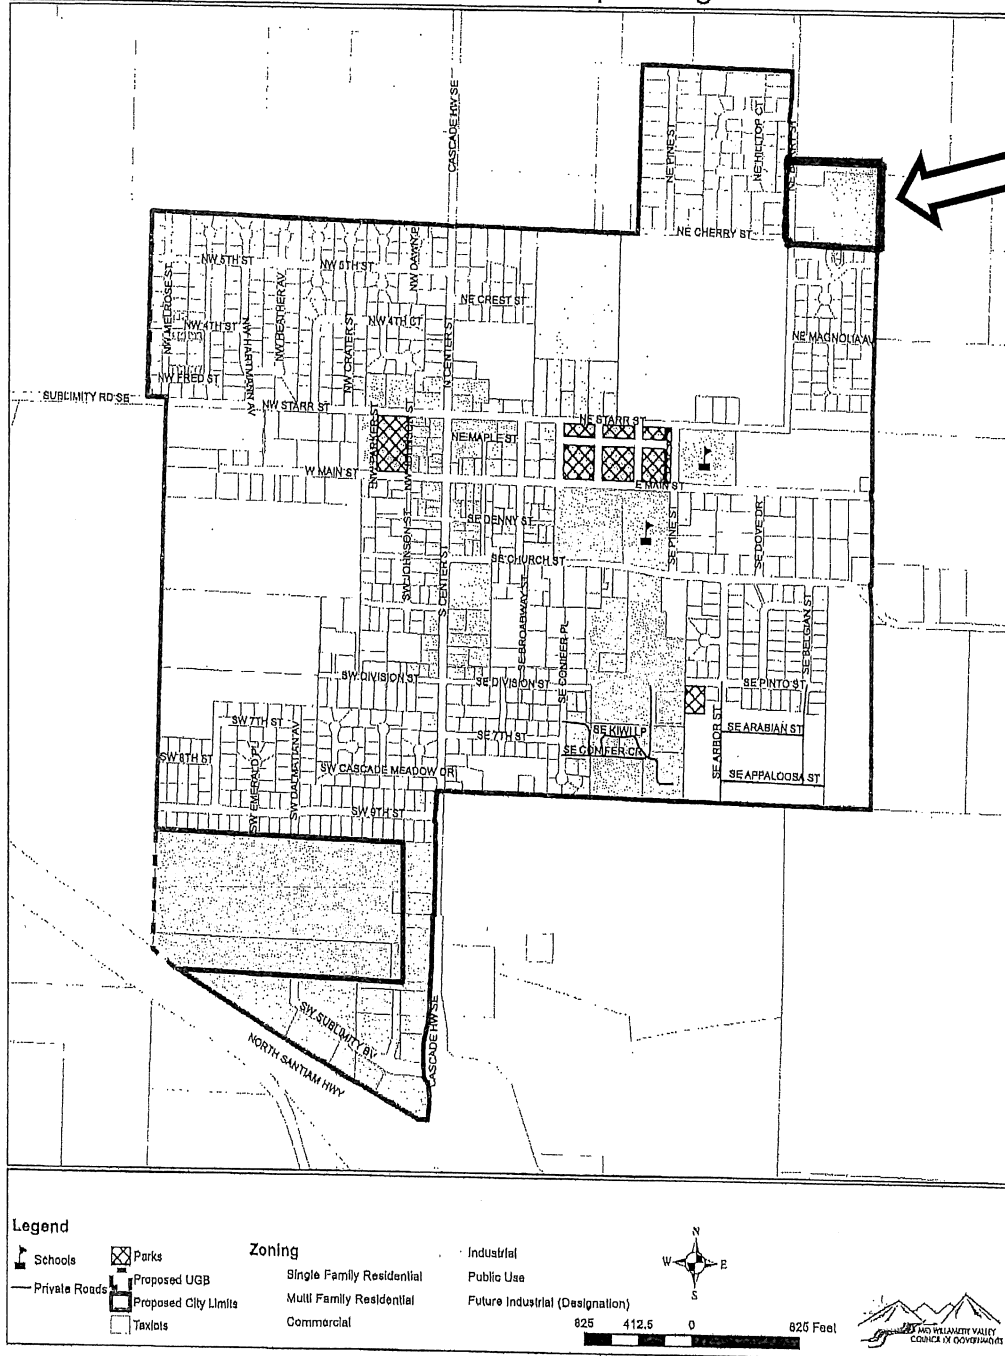 CASCADE HW SE
NE PINE ST
NE HILLTOP CT
NE CHERRY ST
NW 5TH ST
NW 5TH ST
NE CREST ST
NW MELROSE ST
NW 4TH ST
NW HARTMANN AV
NW CRATER ST
NW 4TH CT
N CENTER ST
NE MAGNOLIA AV
NW FRED ST
SUBLIMITY RD SE
NW STARR ST
NE STARR ST
NW PARKER ST
NE MAPLE ST
W MAIN ST
E MAIN ST
SE DENNY ST
SE PINE ST
SE DOVE DR
SW JOHNSON ST
S CENTER ST
SE CHURCH ST
SE BROADWAY ST
SE CONIFER PL
SE BELGIAN ST
SW DIVISION ST
SE DIVISION ST
SE PINTO ST
SW 7TH ST
SE 7TH ST
SE KIWI LP
SE ARBOR ST
SE ARABIAN ST
SW 8TH ST
SW EMERALD PL
SW DALMATIAN AV
SW CASCADE MEADOW DR
SE CONIFER CR
SE APPALOOSA ST
SW 9TH ST
SW SUBLIMITY BV
CASCADE HW SE
NORTH SANTIAM HWY
Legend
Schools
Private Roads
Parks
Proposed UGB
Proposed City Limits
Taxlots
Zoning
Single Family Residential
Multi Family Residential
Commercial
Industrial
Public Use
Future Industrial (Designation)
N
W E
S
825 412.5 0 825 Feet
MID WILLAMETTE VALLEY
COUNCIL OF GOVERNMENTS